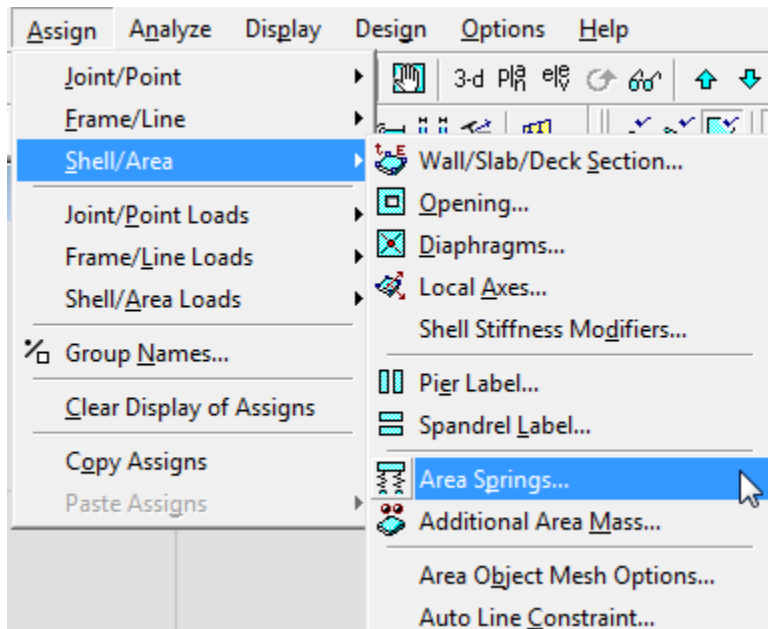 Assign Analyze Display Design Options Help
Joint/Point
3-d
Frame/Line
Shell/Area
Wall/Slab/Deck Section...
Opening...
Joint/Point Loads
Diaphragms...
Frame/Line Loads
Local Axes...
Shell/Area Loads
Shell Stiffness Modifiers...
Group Names...
Pier Label...
Clear Display of Assigns
Spandrel Label...
Copy Assigns
Area Springs...
Paste Assigns
Additional Area Mass...
Area Object Mesh Options...
Auto Line Constraint...